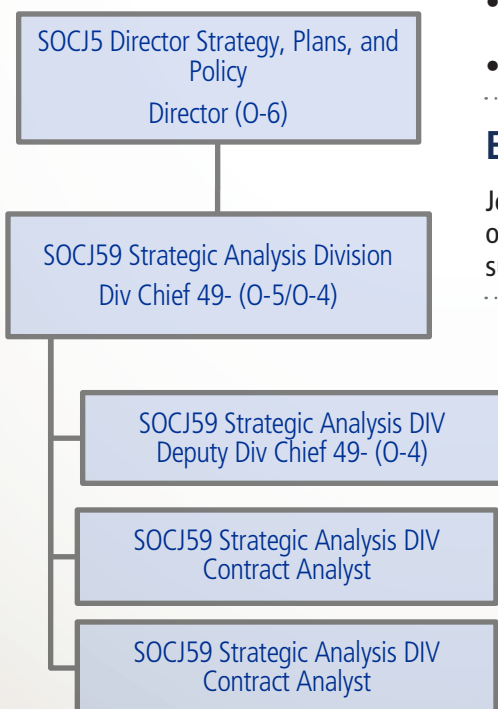 SOCJ5 Director Strategy, Plans, and
Policy
Director (O-6)
SOCJ59 Strategic Analysis Division
Div Chief 49- (O-5/O-4)
SOCJ59 Strategic Analysis DIV
Deputy Div Chief 49- (O-4)
SOCJ59 Strategic Analysis DIV
Contract Analyst
SOCJ59 Strategic Analysis DIV
Contract Analyst